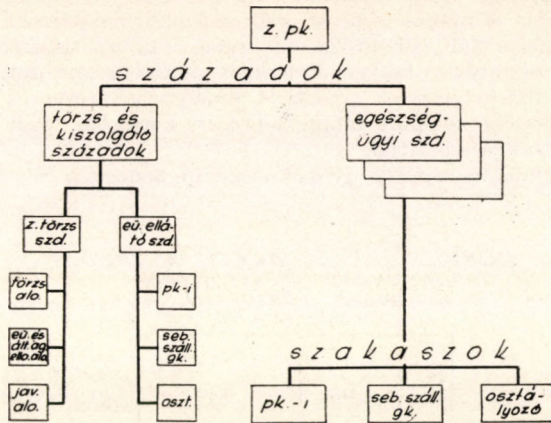 z. pk.
századok
törzs és
kiszolgáló
századok
egészség-
ügyi szd.
z. törzs
szd.
eü. ellá-
tó szd.
törzs
alo.
eü. és
ált. ag.
ello. alo.
jav.
alo.
pk-i
seb.
száll.
gk.
oszt.
szakaszok
pk.-i
seb. száll.
gk.
osztá-
lyozó